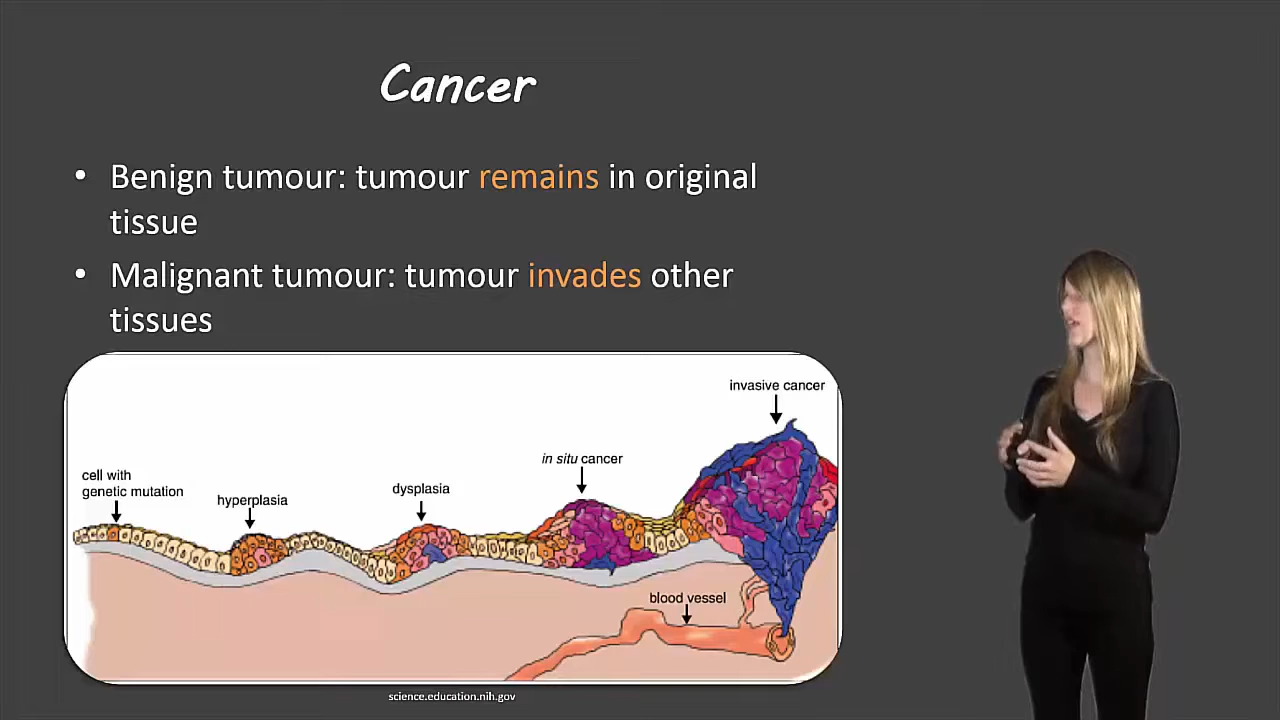 Cancer
• Benign tumour: tumour remains in original
tissue
• Malignant tumour: tumour invades other
tissues
invasive cancer
in situ cancer
cell with
genetic mutation
dysplasia
hyperplasia
blood vessel
science.education.nih.gov